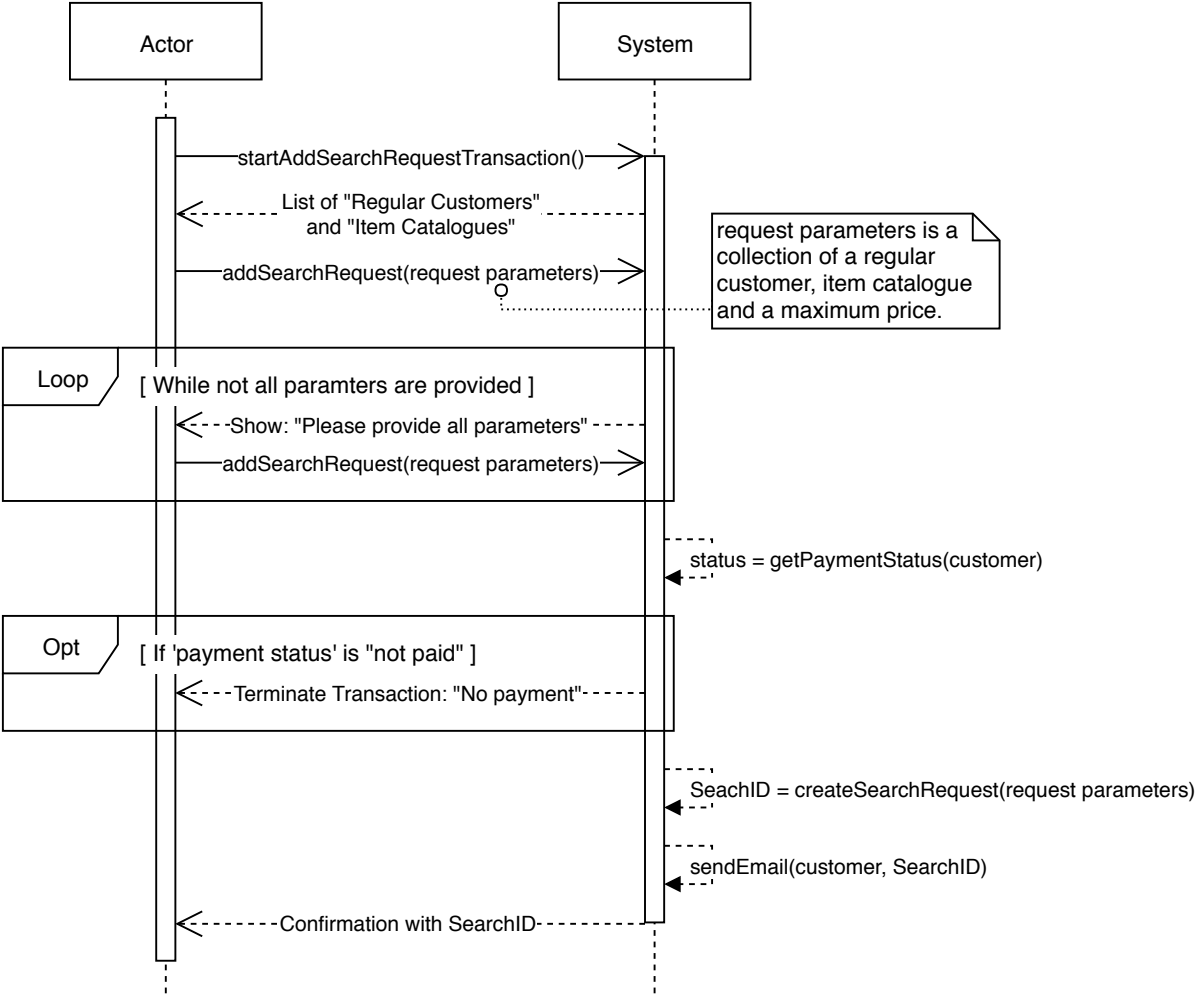 Actor
System
startAddSearchRequestTransaction()
List of "Regular Customers"
and "Item Catalogues"
request parameters is a
collection of a regular
customer, item catalogue
and a maximum price.
addSearchRequest(request parameters)
Loop
[ While not all paramters are provided ]
Show: "Please provide all parameters"
addSearchRequest(request parameters)
status = getPaymentStatus(customer)
Opt
[ If 'payment status' is "not paid" ]
Terminate Transaction: "No payment"
SeachID = createSearchRequest(request parameters)
sendEmail(customer, SearchID)
Confirmation with SearchID